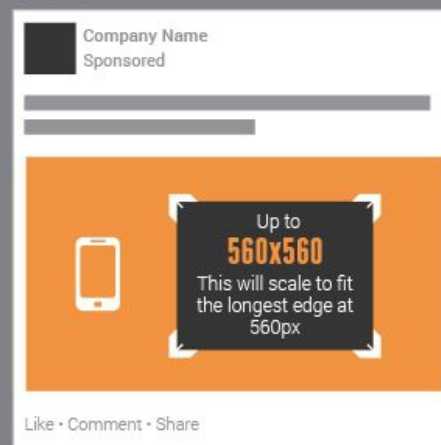 Company Name
Sponsored
Up to
560x560
This will scale to fit
the longest edge at
560px
Like • Comment • Share